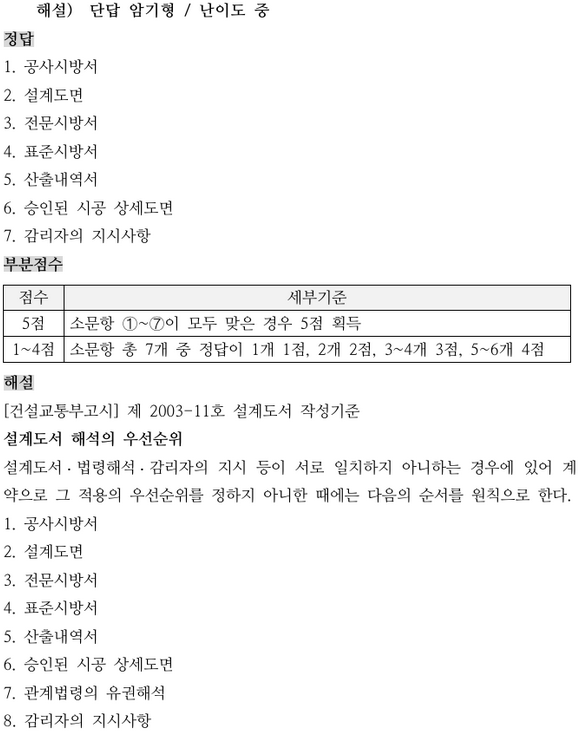 해설) 단답 암기형 / 난이도 중
정답
1. 공사시방서
2. 설계도면
3. 전문시방서
4. 표준시방서
5. 산출내역서
6. 승인된 시공 상세도면
7. 감리자의 지시사항
부분점수
점수 세부기준
5점 소문항 ①~⑦이 모두 맞은 경우 5점 획득
1~4점 소문항 총 7개 중 정답이 1개 1점, 2개 2점, 3~4개 3점, 5~6개 4점
해설
[건설교통부고시] 제 2003-11호 설계도서 작성기준
설계도서 해석의 우선순위
설계도서·법령해석·감리자의 지시 등이 서로 일치하지 아니하는 경우에 있어 계
약으로 그 적용의 우선순위를 정하지 아니한 때에는 다음의 순서를 원칙으로 한다.
1. 공사시방서
2. 설계도면
3. 전문시방서
4. 표준시방서
5. 산출내역서
6. 승인된 시공 상세도면
7. 관계법령의 유권해석
8. 감리자의 지시사항